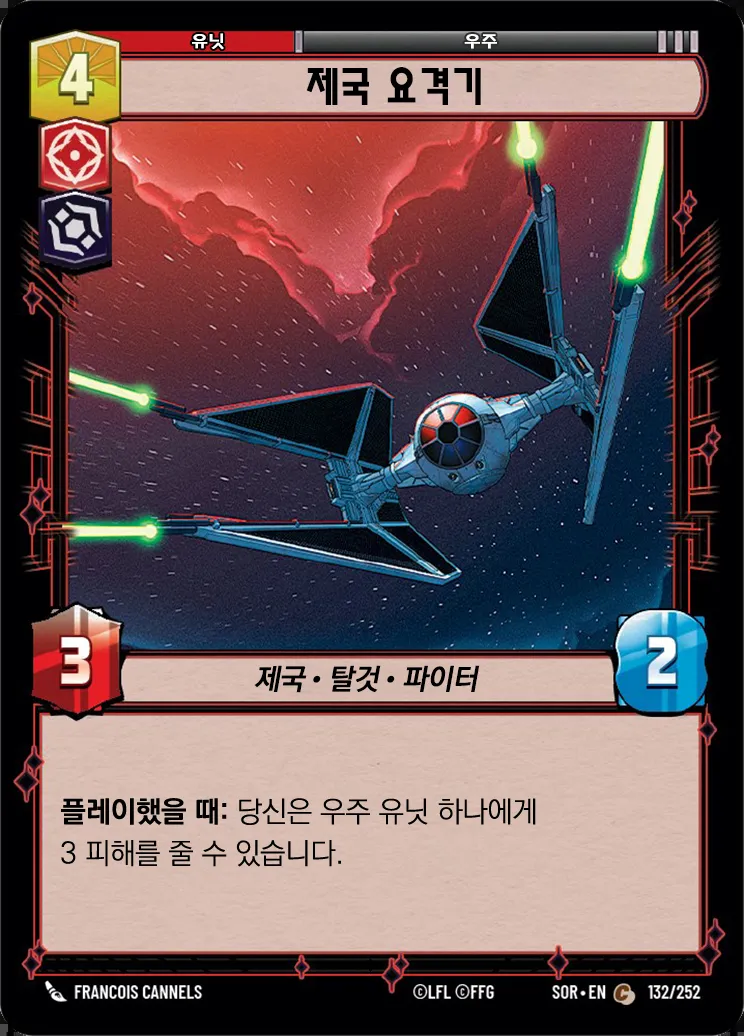 유닛
우주
4
제국 요격기
3
제국 • 탈것 • 파이터
2
플레이했을 때: 당신은 우주 유닛 하나에게
3 피해를 줄 수 있습니다.
FRANCOIS CANNELS
©LFL ©FFG
SOR • EN C 132/252